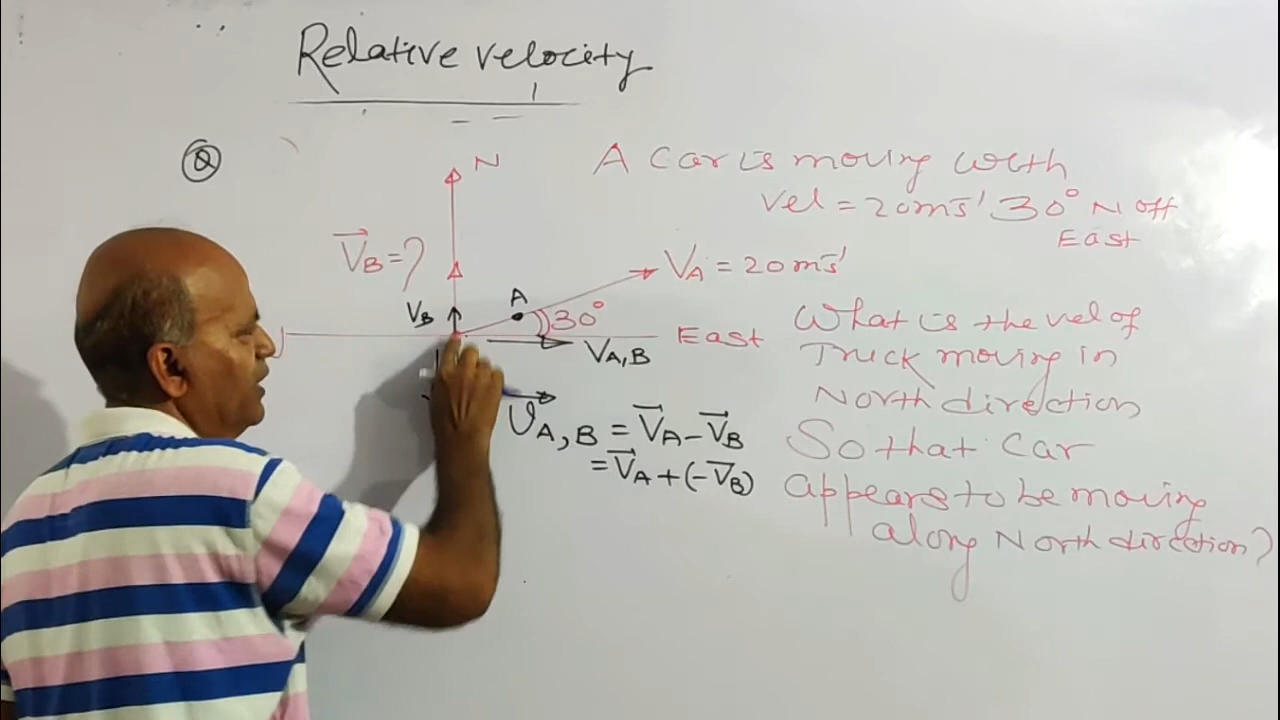 Relative velocity
Q
N
A car is moving with
vel = 20ms⁻¹ 30° N off
East
V⃗B = ?
VA = 20ms⁻¹
VB
A
30°
East
VA,B
What is the vel of
Truck moving in
North direction
So that car
appears to be moving
along North direction?
V⃗A,B = V⃗A - V⃗B
= V⃗A + (-V⃗B)